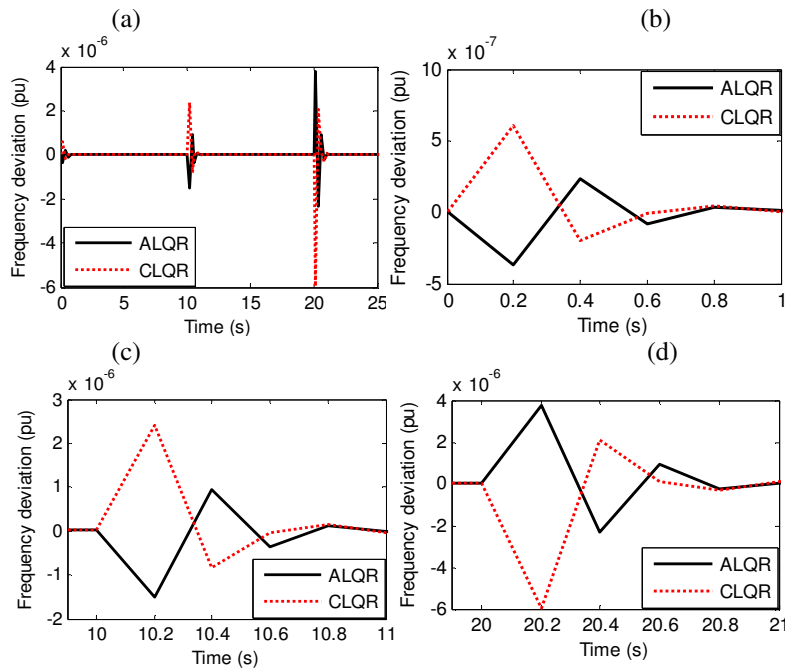 (a)
x 10^-6
Frequency deviation (pu)
4
2
0
-2
-4
-6
ALQR
CLQR
0 5 10 15 20 25
Time (s)
(b)
x 10^-7
Frequency deviation (pu)
10
5
0
-5
ALQR
CLQR
0 0.2 0.4 0.6 0.8 1
Time (s)
(c)
x 10^-6
Frequency deviation (pu)
3
2
1
0
-1
-2
ALQR
CLQR
10 10.2 10.4 10.6 10.8 11
Time (s)
(d)
x 10^-6
Frequency deviation (pu)
4
2
0
-2
-4
-6
ALQR
CLQR
20 20.2 20.4 20.6 20.8 21
Time (s)